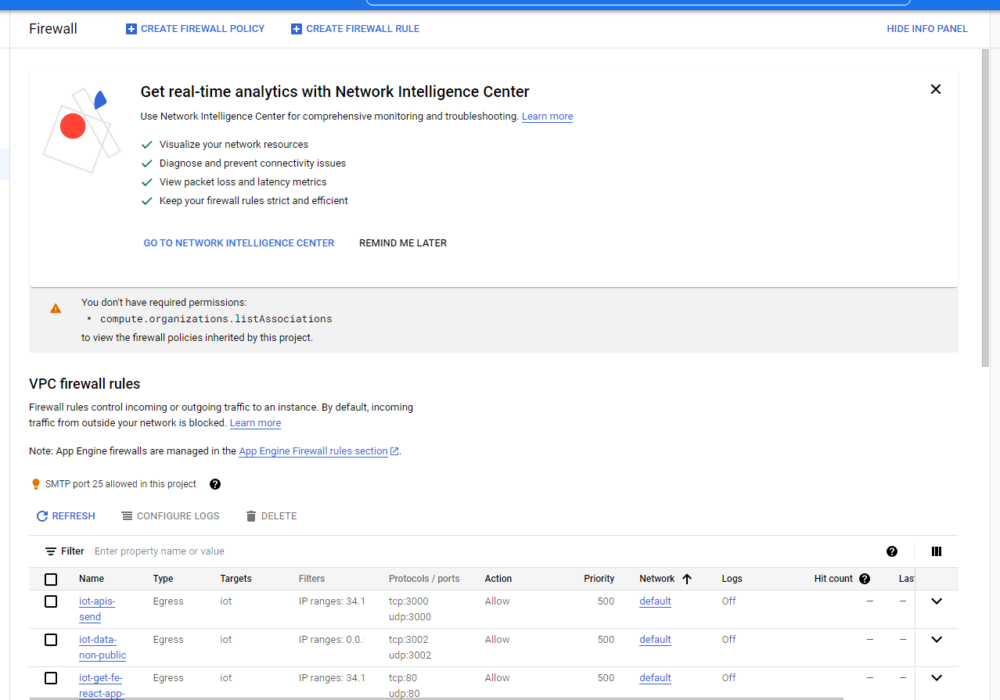 Firewall
CREATE FIREWALL POLICY
CREATE FIREWALL RULE
HIDE INFO PANEL
Get real-time analytics with Network Intelligence Center
Use Network Intelligence Center for comprehensive monitoring and troubleshooting. Learn more
Visualize your network resources
Diagnose and prevent connectivity issues
View packet loss and latency metrics
Keep your firewall rules strict and efficient
GO TO NETWORK INTELLIGENCE CENTER
REMIND ME LATER
You don't have required permissions:
• compute.organizations.listAssociations
to view the firewall policies inherited by this project.
VPC firewall rules
Firewall rules control incoming or outgoing traffic to an instance. By default, incoming
traffic from outside your network is blocked. Learn more
Note: App Engine firewalls are managed in the App Engine Firewall rules section.
SMTP port 25 allowed in this project
REFRESH
CONFIGURE LOGS
DELETE
Filter Enter property name or value
Name Type Targets Filters Protocols / ports Action Priority Network Logs Hit count Las
iot-apis- Egress iot IP ranges: 34.1 tcp:3000 Allow 500 default Off — —
send udp:3000
iot-data- Egress iot IP ranges: 0.0. tcp:3002 Allow 500 default Off — —
non-public udp:3002
iot-get-fe- Egress iot IP ranges: 34.1 tcp:80 Allow 500 default Off — —
react-app- udp:80